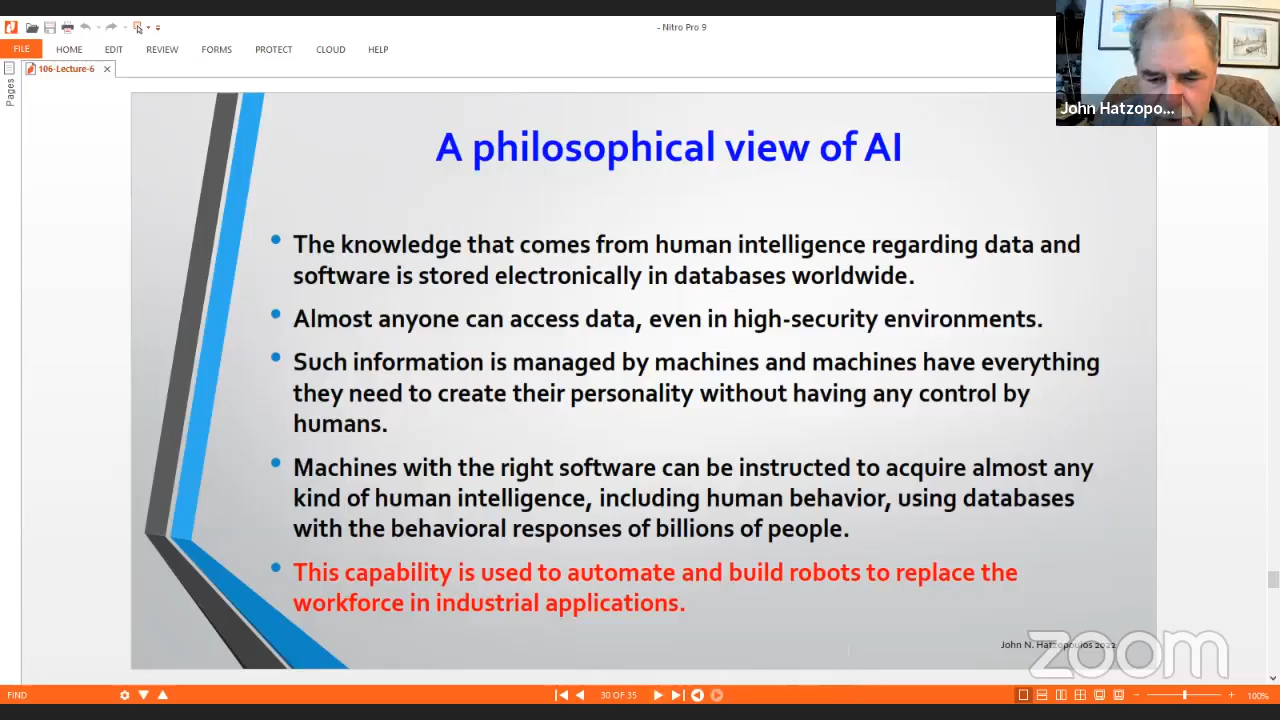 - Nitro Pro 9
FILE HOME EDIT REVIEW FORMS PROTECT CLOUD HELP
106-Lecture-6
Pages
John Hatzopo...
A philosophical view of AI
• The knowledge that comes from human intelligence regarding data and
software is stored electronically in databases worldwide.
• Almost anyone can access data, even in high-security environments.
• Such information is managed by machines and machines have everything
they need to create their personality without having any control by
humans.
• Machines with the right software can be instructed to acquire almost any
kind of human intelligence, including human behavior, using databases
with the behavioral responses of billions of people.
• This capability is used to automate and build robots to replace the
workforce in industrial applications.
John N. Hatzopoulos 2022
zoom
FIND 30 OF 35 100%